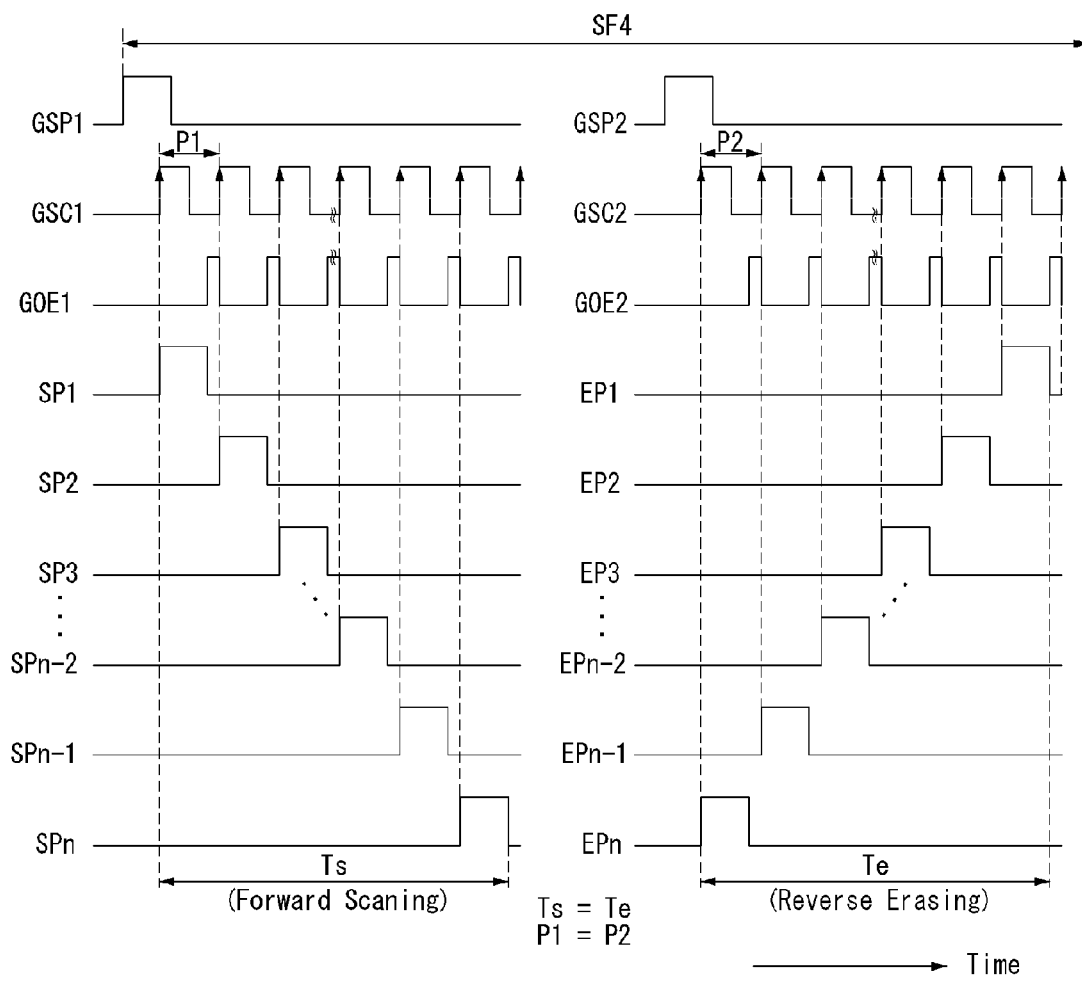 SF4
GSP1
GSP2
P1
P2
GSC1
GSC2
GOE1
GOE2
SP1
EP1
SP2
EP2
SP3
EP3
SPn-2
EPn-2
SPn-1
EPn-1
SPn
EPn
Ts
(Forward Scaning)
Te
(Reverse Erasing)
Ts = Te
P1 = P2
Time